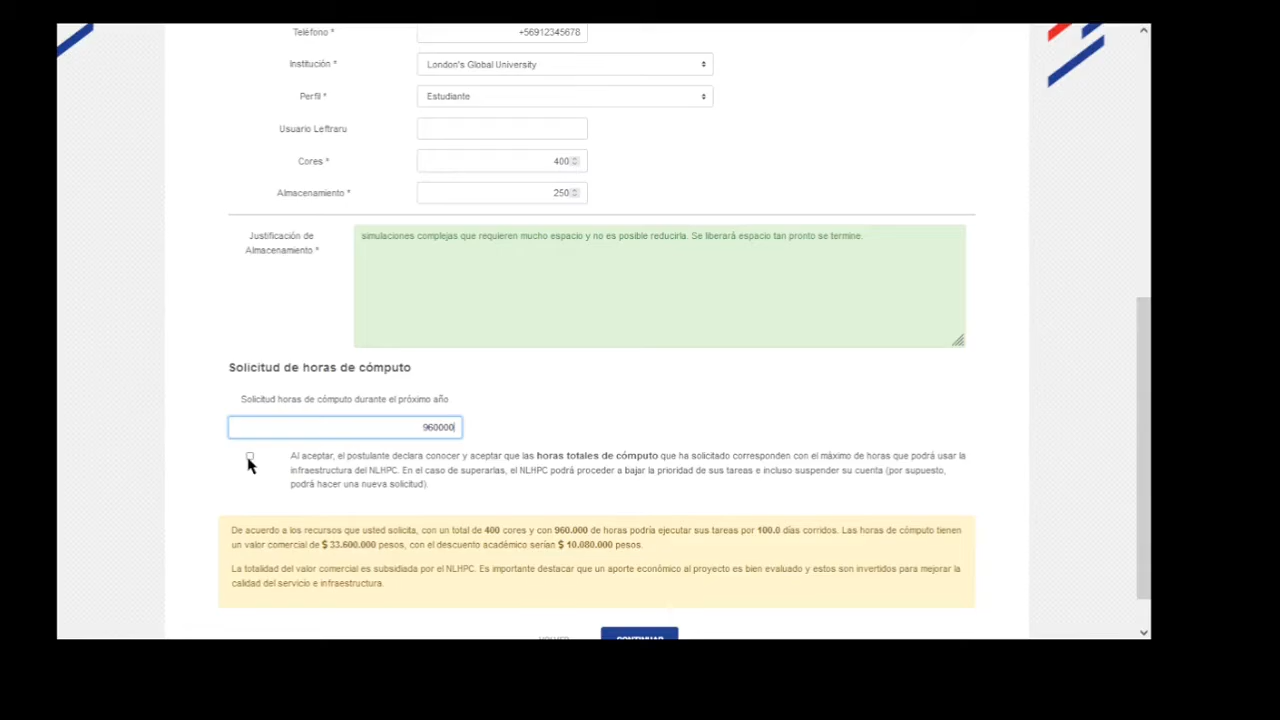 Teléfono *
+56912345678
Institución *
London's Global University
Perfil *
Estudiante
Usuario Leftraru
Cores *
400
Almacenamiento *
250
Justificación de
Almacenamiento *
simulaciones complejas que requieren mucho espacio y no es posible reducirla. Se liberará espacio tan pronto se termine.
Solicitud de horas de cómputo
Solicitud horas de cómputo durante el próximo año
960000
Al aceptar, el postulante declara conocer y aceptar que las horas totales de cómputo que ha solicitado corresponden con el máximo de horas que podrá usar la
infraestructura del NLHPC. En el caso de superarlas, el NLHPC podrá proceder a bajar la prioridad de sus tareas e incluso suspender su cuenta (por supuesto,
podrá hacer una nueva solicitud).
De acuerdo a los recursos que usted solicita, con un total de 400 cores y con 960.000 de horas podría ejecutar sus tareas por 100.0 días corridos. Las horas de cómputo tienen
un valor comercial de $ 33.600.000 pesos, con el descuento académico serían $ 10.080.000 pesos.
La totalidad del valor comercial es subsidiada por el NLHPC. Es importante destacar que un aporte económico al proyecto es bien evaluado y estos son invertidos para mejorar la
calidad del servicio e infraestructura.
VOLVER
CONTINUAR